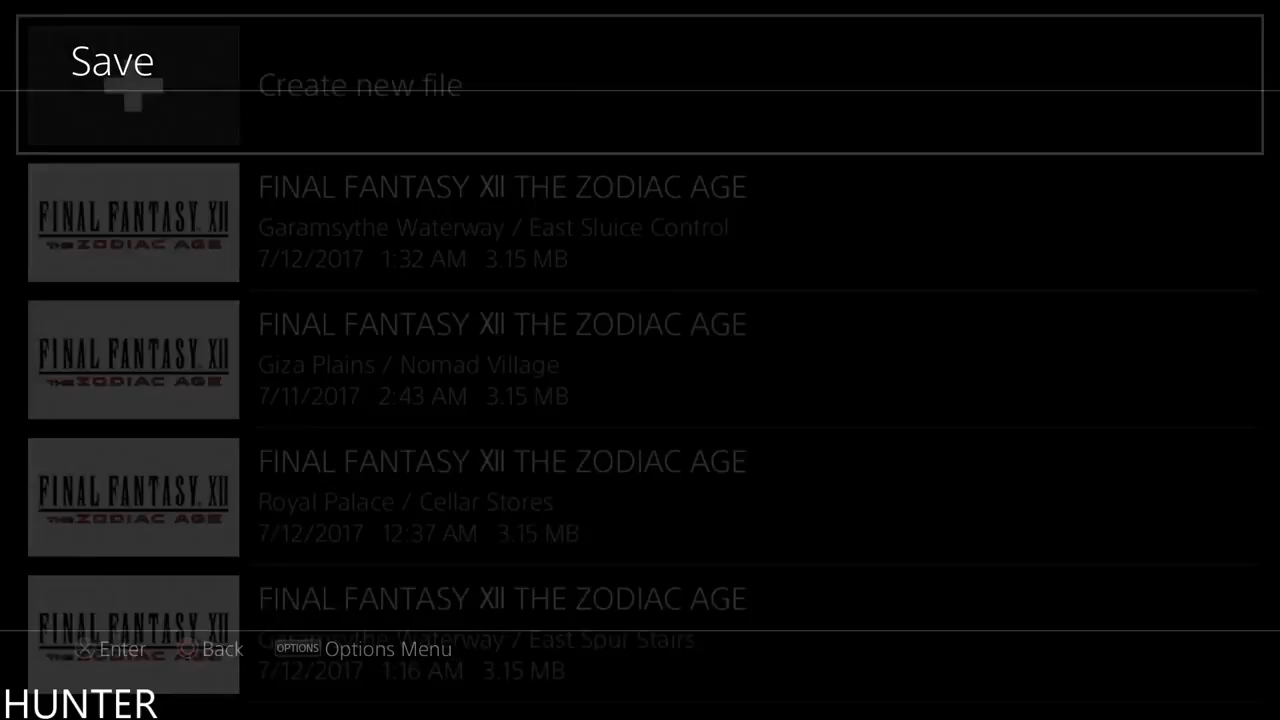 Save
Create new file
FINAL FANTASY XII
THE ZODIAC AGE
FINAL FANTASY XII THE ZODIAC AGE
Garamsythe Waterway / East Sluice Control
7/12/2017 1:32 AM 3.15 MB
FINAL FANTASY XII
THE ZODIAC AGE
FINAL FANTASY XII THE ZODIAC AGE
Giza Plains / Nomad Village
7/11/2017 2:43 AM 3.15 MB
FINAL FANTASY XII
THE ZODIAC AGE
FINAL FANTASY XII THE ZODIAC AGE
Royal Palace / Cellar Stores
7/12/2017 12:37 AM 3.15 MB
FINAL FANTASY XII
THE ZODIAC AGE
FINAL FANTASY XII THE ZODIAC AGE
Garamsythe Waterway / East Spur Stairs
7/12/2017 1:16 AM 3.15 MB
Enter Back OPTIONS Options Menu
HUNTER